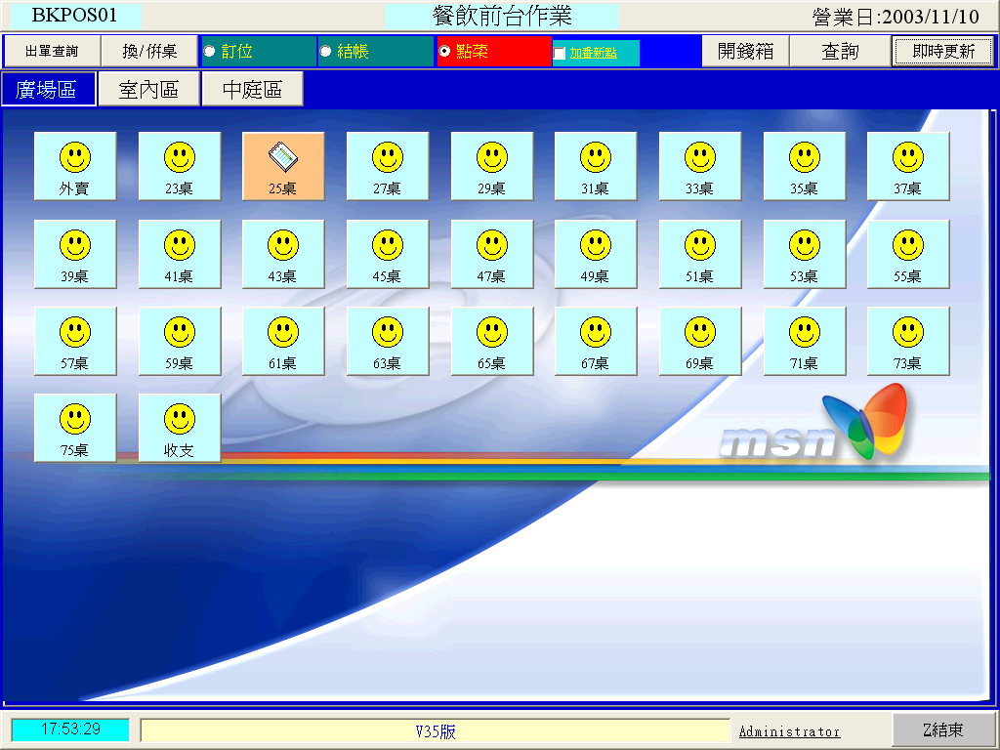 BKPOS01
餐飲前台作業
營業日:2003/11/10
出單查詢
換/併桌
訂位
結帳
點菜
加番新點
開錢箱
查詢
即時更新
廣場區
室內區
中庭區
外賣
23桌
25桌
27桌
29桌
31桌
33桌
35桌
37桌
39桌
41桌
43桌
45桌
47桌
49桌
51桌
53桌
55桌
57桌
59桌
61桌
63桌
65桌
67桌
69桌
71桌
73桌
75桌
收支
msn
17:53:29
V35版
Administrator
Z結束